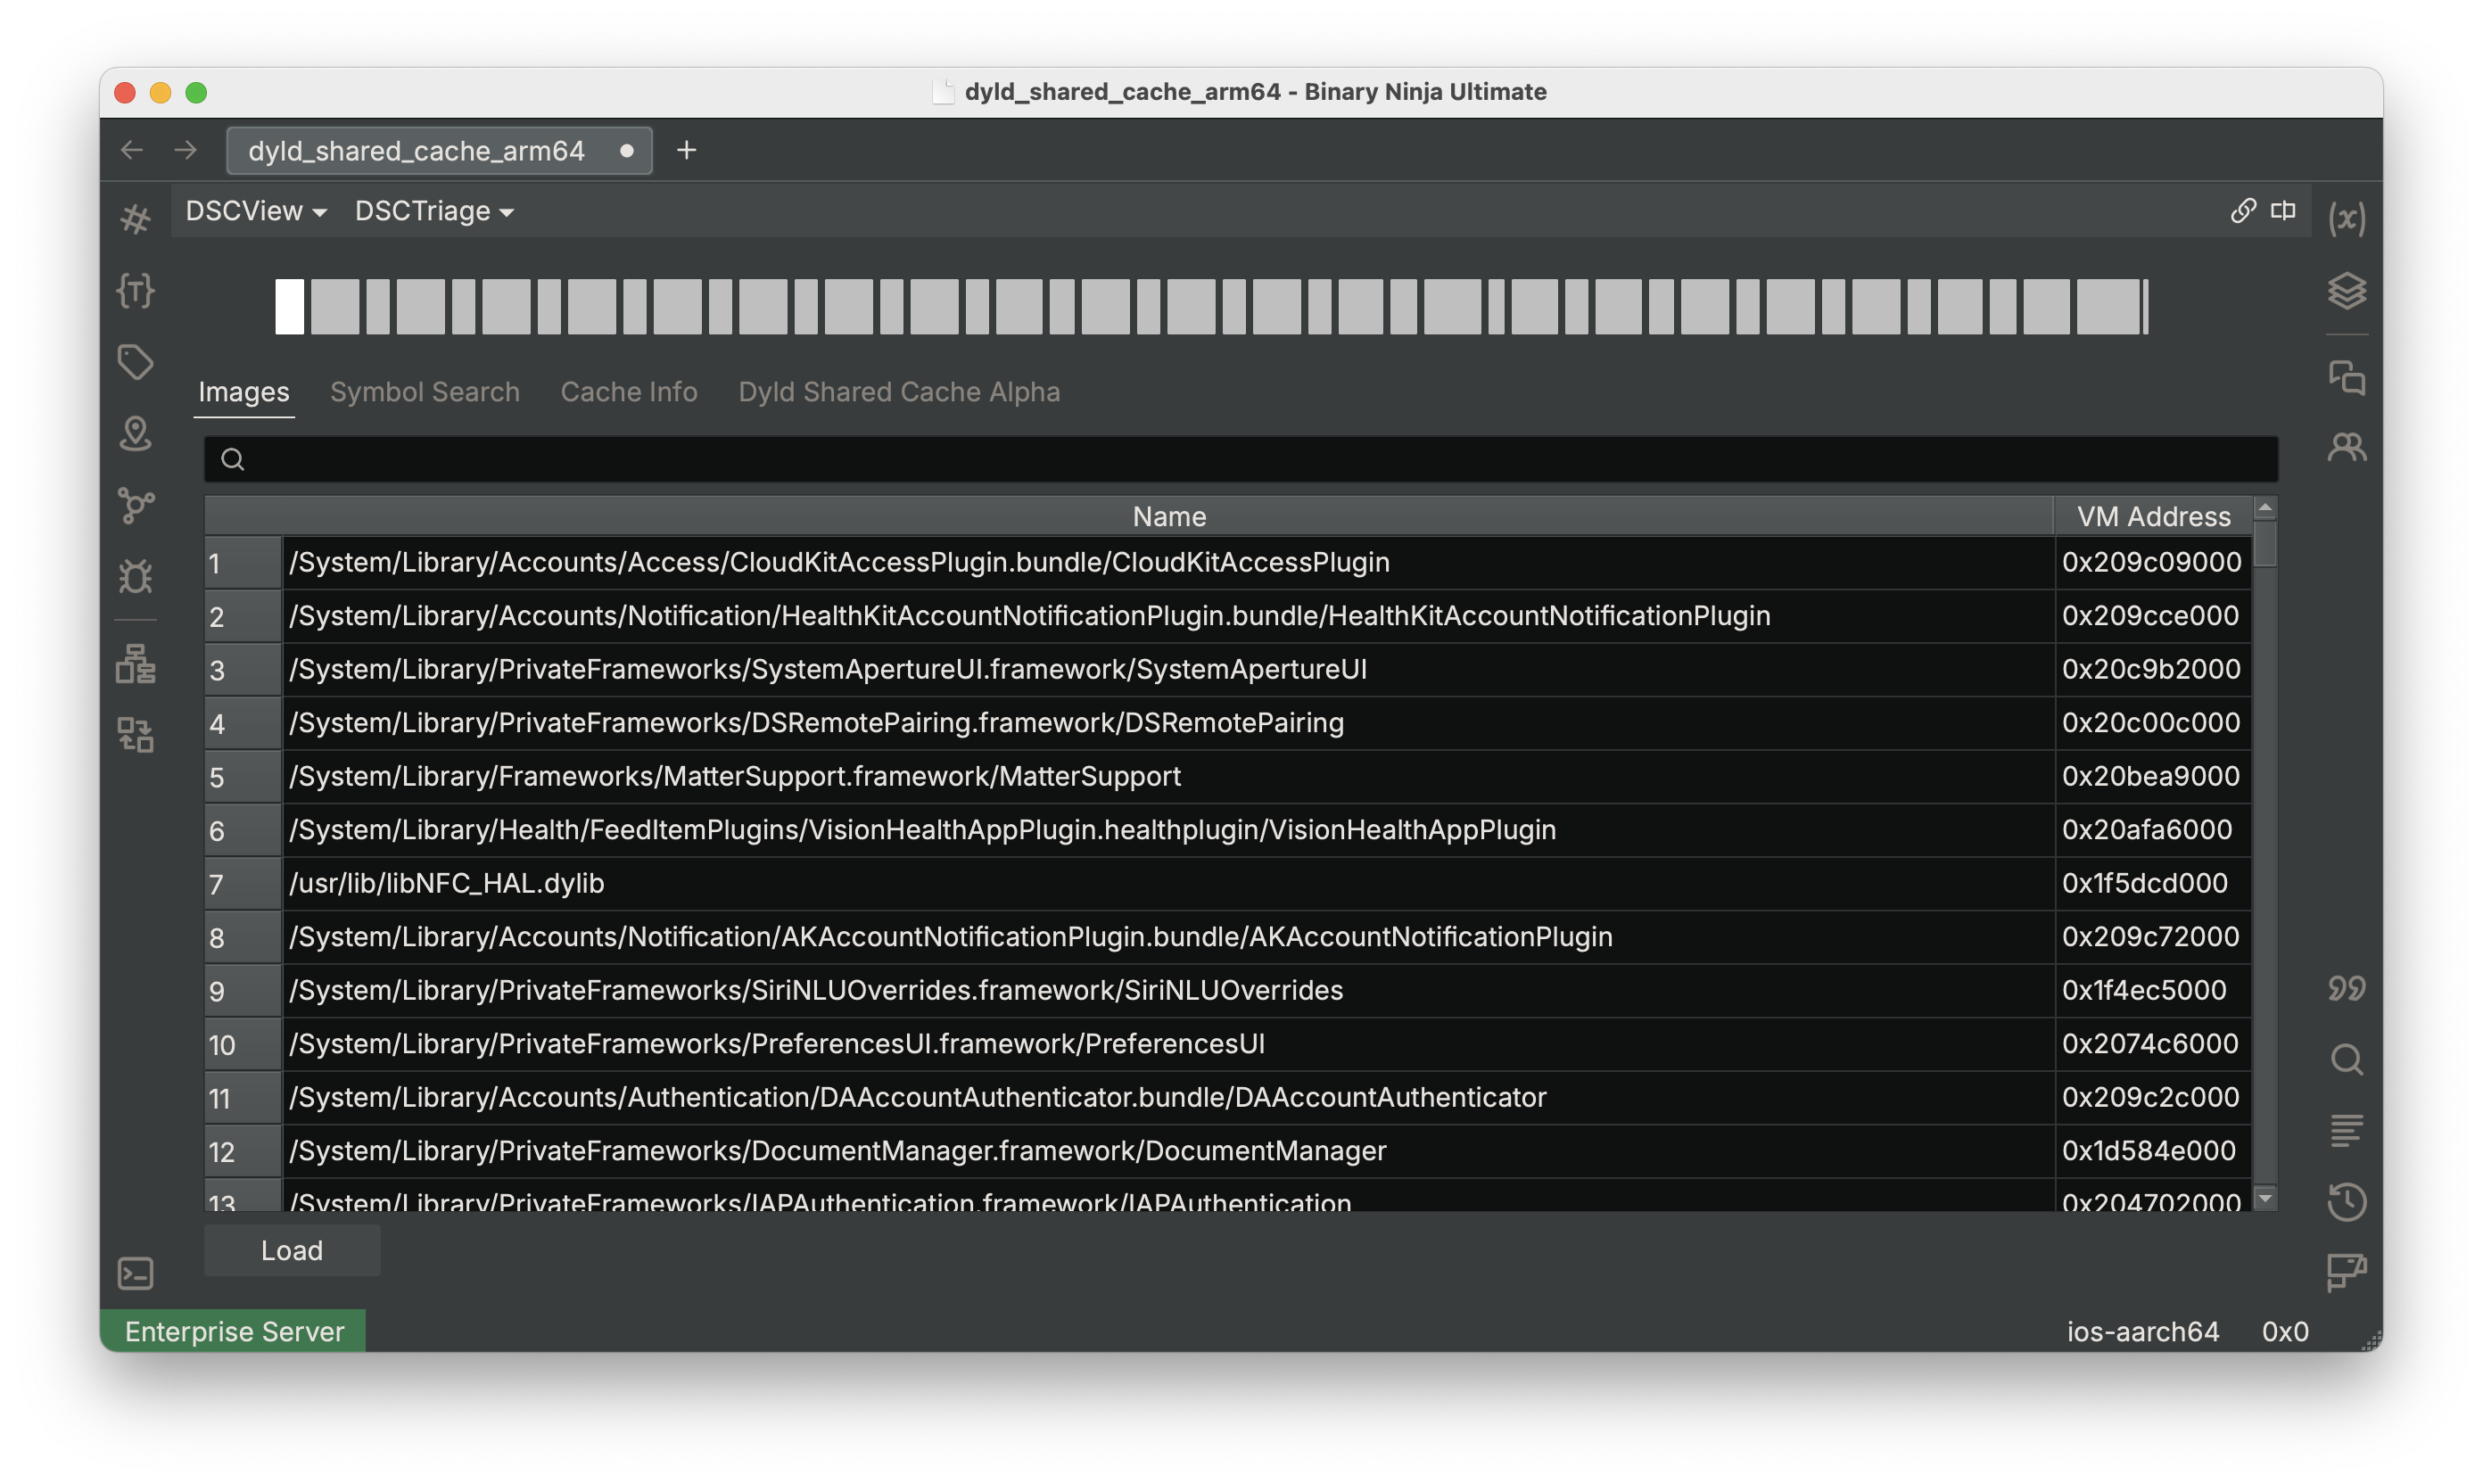 dyld_shared_cache_arm64 - Binary Ninja Ultimate
dyld_shared_cache_arm64
DSCView DSCTriage
Images Symbol Search Cache Info Dyld Shared Cache Alpha
Name VM Address
1 /System/Library/Accounts/Access/CloudKitAccessPlugin.bundle/CloudKitAccessPlugin 0x209c09000
2 /System/Library/Accounts/Notification/HealthKitAccountNotificationPlugin.bundle/HealthKitAccountNotificationPlugin 0x209cce000
3 /System/Library/PrivateFrameworks/SystemApertureUI.framework/SystemApertureUI 0x20c9b2000
4 /System/Library/PrivateFrameworks/DSRemotePairing.framework/DSRemotePairing 0x20c00c000
5 /System/Library/Frameworks/MatterSupport.framework/MatterSupport 0x20bea9000
6 /System/Library/Health/FeedItemPlugins/VisionHealthAppPlugin.healthplugin/VisionHealthAppPlugin 0x20afa6000
7 /usr/lib/libNFC_HAL.dylib 0x1f5dcd000
8 /System/Library/Accounts/Notification/AKAccountNotificationPlugin.bundle/AKAccountNotificationPlugin 0x209c72000
9 /System/Library/PrivateFrameworks/SiriNLUOverrides.framework/SiriNLUOverrides 0x1f4ec5000
10 /System/Library/PrivateFrameworks/PreferencesUI.framework/PreferencesUI 0x2074c6000
11 /System/Library/Accounts/Authentication/DAAccountAuthenticator.bundle/DAAccountAuthenticator 0x209c2c000
12 /System/Library/PrivateFrameworks/DocumentManager.framework/DocumentManager 0x1d584e000
13 /System/Library/PrivateFrameworks/IAPAuthentication.framework/IAPAuthentication 0x204702000
Load
Enterprise Server ios-aarch64 0x0